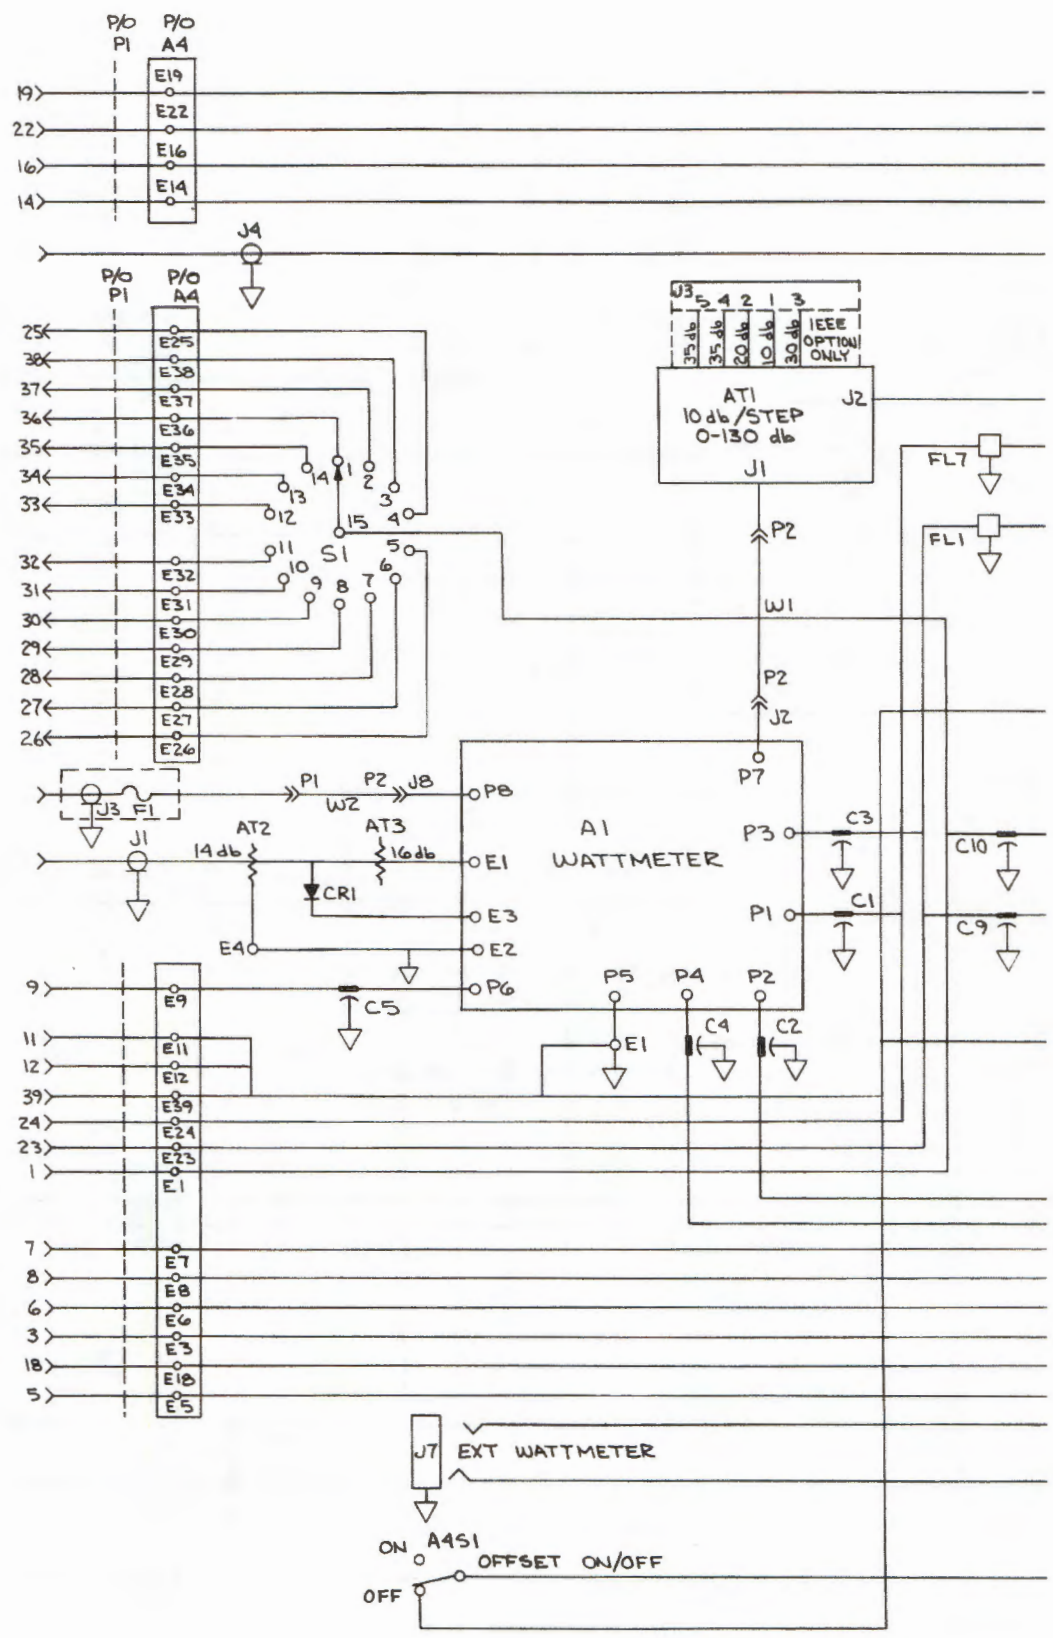 P/O P/O
P1 A4
E19
19
E22
22
E16
16
E14
14
J4
P/O P/O
P1 A4
25
E25
38
E38
37
E37
36
E36
35
E35
34
E34
33
E33
32
E32
31
E31
30
E30
29
E29
28
E28
27
E27
26
E26
1
2
3
4
5
6
7
8
9
10
11
12
13
14
15
S1
J3 5 4 2 1 3
35 db
35 db
20 db
10 db
30 db
IEEE
OPTION
ONLY
AT1
10 db/STEP
0-130 db
J2
J1
P2
W1
P2
J2
FL7
FL1
J3 F1
P1 P2 J8
W2
P8
P7
A1
WATTMETER
P3
C3
C10
P1
C1
C9
J1
AT2
14 db
AT3
16 db
E1
CR1
E3
E4
E2
P6
C5
P5 P4 P2
E1
C4
C2
9
E9
11
E11
12
E12
39
E39
24
E24
23
E23
1
E1
7
E7
8
E8
6
E6
3
E3
18
E18
5
E5
J7 EXT WATTMETER
ON A4S1
OFFSET ON/OFF
OFF